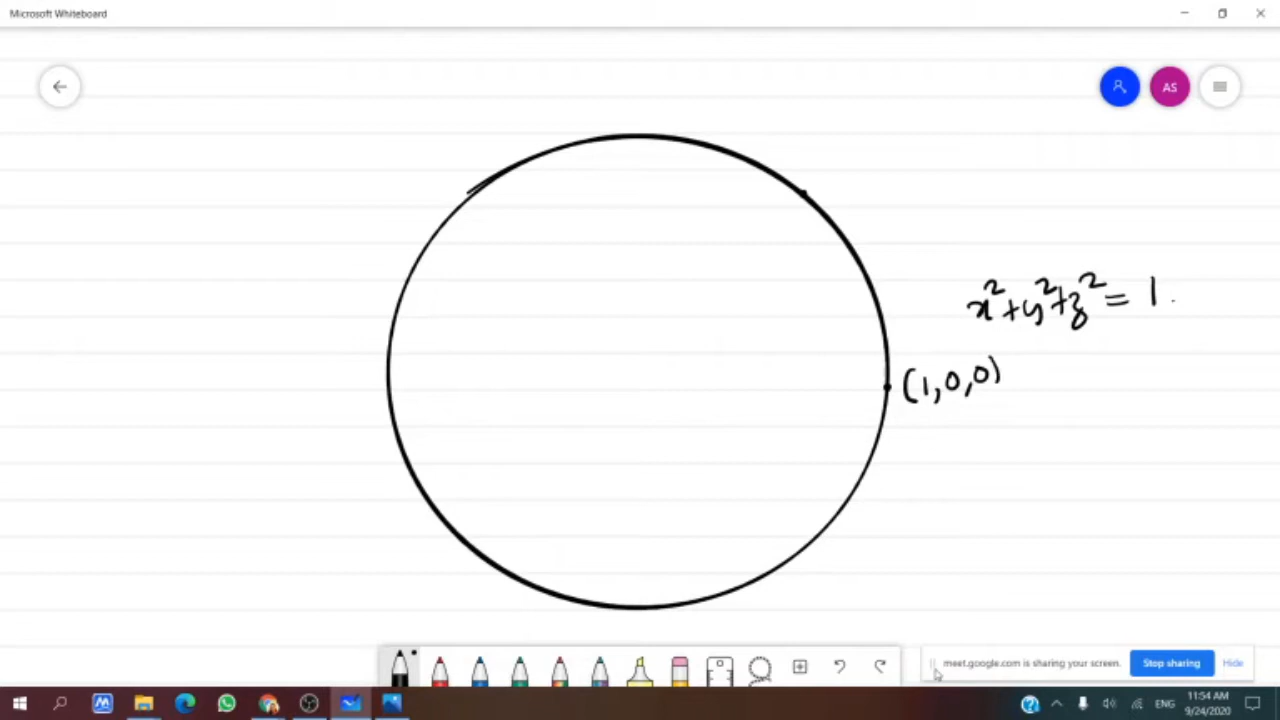 Microsoft Whiteboard
AS
x²+y²+z² = 1.
(1,0,0)
meet.google.com is sharing your screen.
Stop sharing
Hide
ENG
11:54 AM
9/24/2020